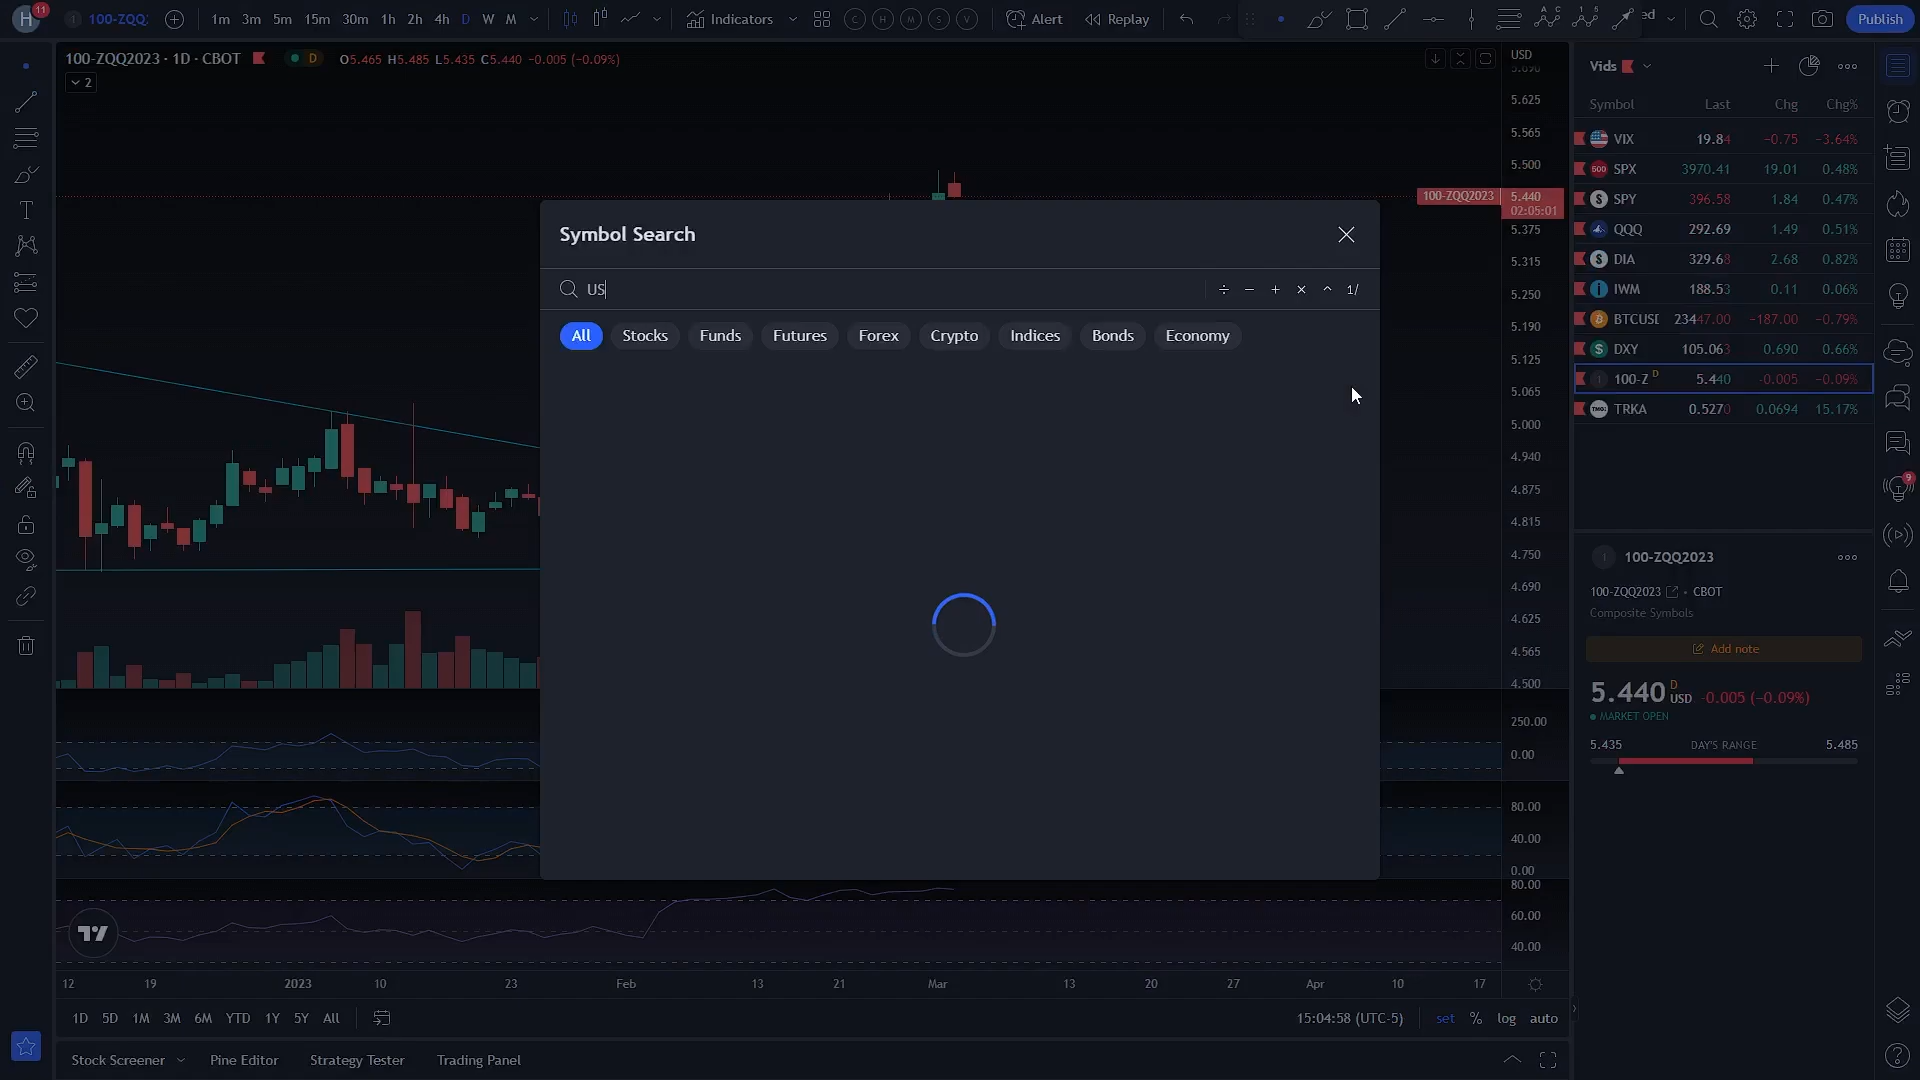 H 11 100-ZQQ 1m 3m 5m 15m 30m 1h 2h 4h D W M Indicators C H M S V Alert Replay ed Publish
100-ZQQ2023 · 1D · CBOT D O5.465 H5.485 L5.435 C5.440 -0.005 (-0.09%)
2
USD
5.690
5.625
5.565
5.500
100-ZQQ2023 5.440
02:05:01
5.375
5.315
5.250
5.190
5.125
5.065
5.000
4.940
4.875
4.815
4.750
4.690
4.625
4.565
4.500
250.00
0.00
80.00
40.00
0.00
80.00
60.00
40.00
Symbol Search
US ÷ − + × ^ 1/
All Stocks Funds Futures Forex Crypto Indices Bonds Economy
12 19 2023 10 23 Feb 13 21 Mar 13 20 27 Apr 10 17
1D 5D 1M 3M 6M YTD 1Y 5Y All 15:04:58 (UTC-5) set % log auto
Stock Screener Pine Editor Strategy Tester Trading Panel
Vids
Symbol Last Chg Chg%
VIX 19.84 −0.75 −3.64%
500 SPX 3970.41 19.01 0.48%
SPY 396.58 1.84 0.47%
QQQ 292.69 1.49 0.51%
DIA 329.68 2.68 0.82%
IWM 188.53 0.11 0.06%
BTCUSD 23447.00 −187.00 −0.79%
DXY 105.063 0.690 0.66%
1 100-Z D 5.440 -0.005 −0.09%
TRKA 0.5270 0.0694 15.17%
9
1 100-ZQQ2023
100-ZQQ2023 • CBOT
Composite Symbols
Add note
5.440 D USD -0.005 (−0.09%)
MARKET OPEN
5.435 DAY'S RANGE 5.485